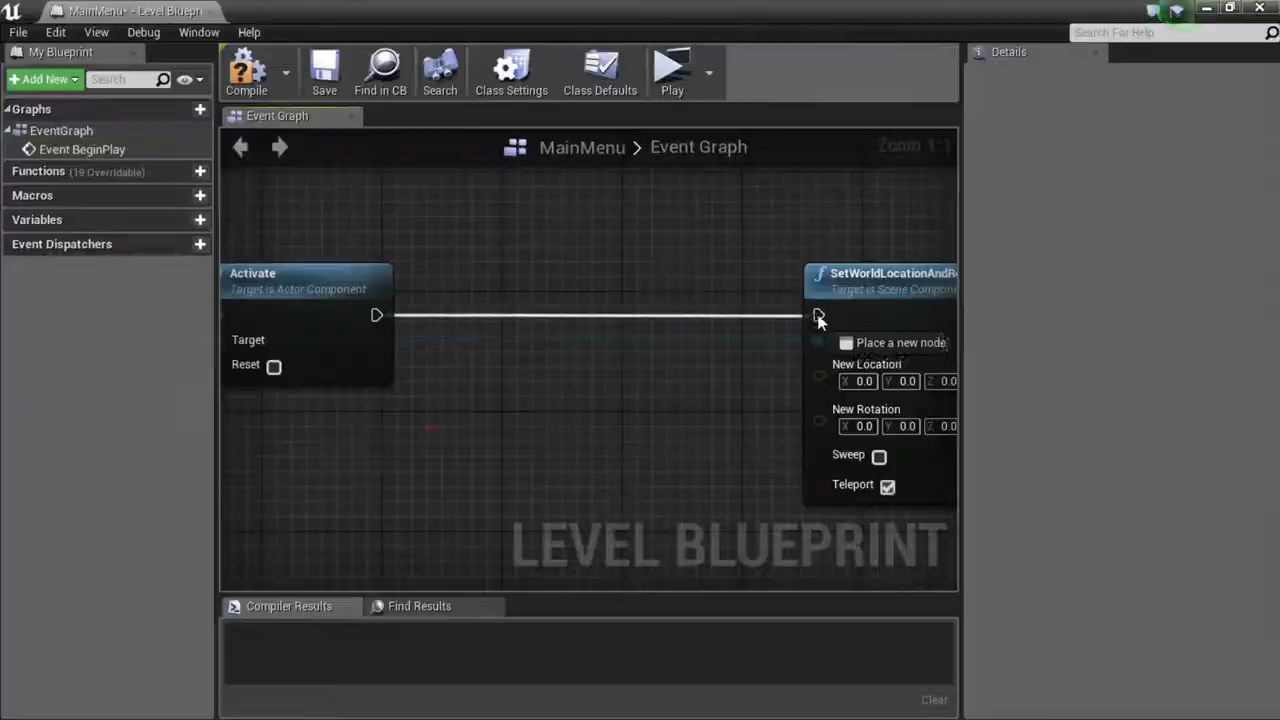 MainMenu* - Level Blueprin
File Edit View Debug Window Help
Search For Help
My Blueprint
Details
Add New
Search
Compile
Save
Find in CB
Search
Class Settings
Class Defaults
Play
Graphs
EventGraph
Event BeginPlay
Functions (19 Overridable)
Macros
Variables
Event Dispatchers
Event Graph
MainMenu > Event Graph
Zoom 1:1
Activate
Target is Actor Component
Target
Reset
SetWorldLocationAndR
Target is Scene Compone
Place a new node
New Location
X 0.0 Y 0.0 Z 0.0
New Rotation
X 0.0 Y 0.0 Z 0.0
Sweep
Teleport
LEVEL BLUEPRINT
Compiler Results
Find Results
Clear